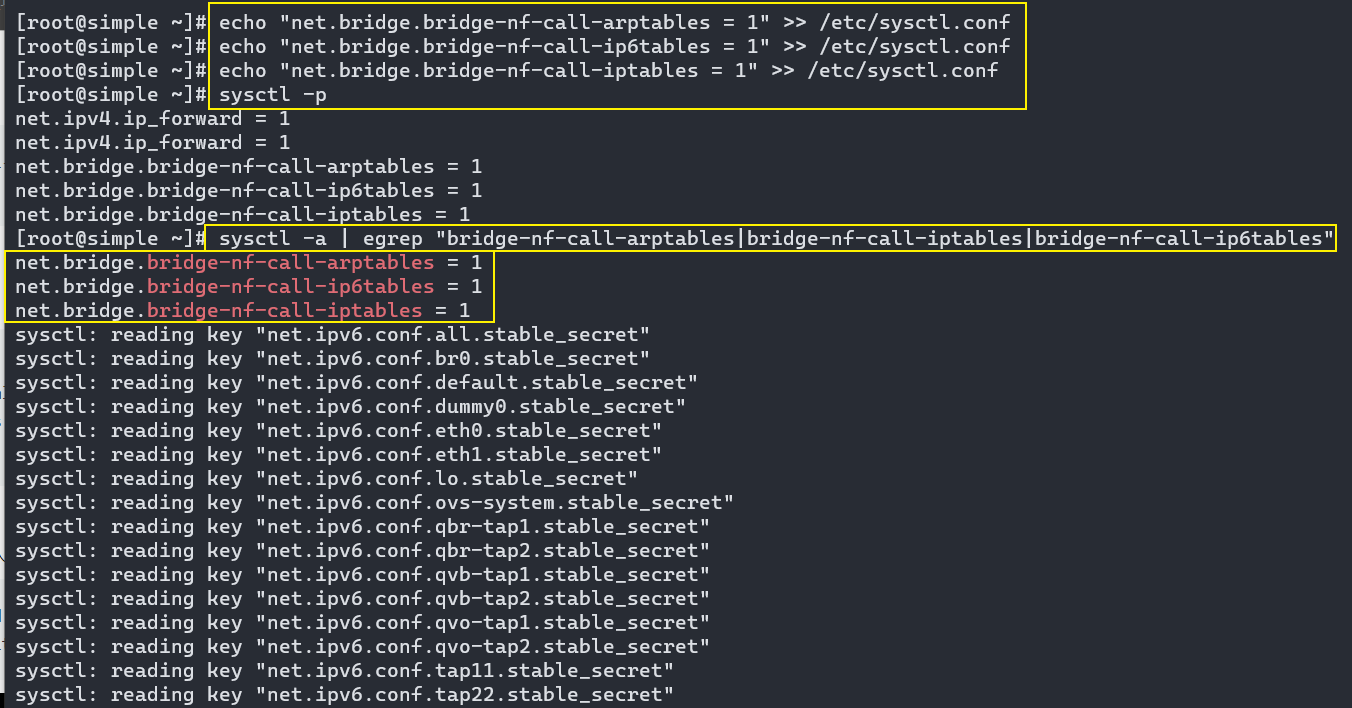 [root@simple ~]# echo "net.bridge.bridge-nf-call-arptables = 1" >> /etc/sysctl.conf
[root@simple ~]# echo "net.bridge.bridge-nf-call-ip6tables = 1" >> /etc/sysctl.conf
[root@simple ~]# echo "net.bridge.bridge-nf-call-iptables = 1" >> /etc/sysctl.conf
[root@simple ~]# sysctl -p
net.ipv4.ip_forward = 1
net.ipv4.ip_forward = 1
net.bridge.bridge-nf-call-arptables = 1
net.bridge.bridge-nf-call-ip6tables = 1
net.bridge.bridge-nf-call-iptables = 1
[root@simple ~]# sysctl -a | egrep "bridge-nf-call-arptables|bridge-nf-call-iptables|bridge-nf-call-ip6tables"
net.bridge.bridge-nf-call-arptables = 1
net.bridge.bridge-nf-call-ip6tables = 1
net.bridge.bridge-nf-call-iptables = 1
sysctl: reading key "net.ipv6.conf.all.stable_secret"
sysctl: reading key "net.ipv6.conf.br0.stable_secret"
sysctl: reading key "net.ipv6.conf.default.stable_secret"
sysctl: reading key "net.ipv6.conf.dummy0.stable_secret"
sysctl: reading key "net.ipv6.conf.eth0.stable_secret"
sysctl: reading key "net.ipv6.conf.eth1.stable_secret"
sysctl: reading key "net.ipv6.conf.lo.stable_secret"
sysctl: reading key "net.ipv6.conf.ovs-system.stable_secret"
sysctl: reading key "net.ipv6.conf.qbr-tap1.stable_secret"
sysctl: reading key "net.ipv6.conf.qbr-tap2.stable_secret"
sysctl: reading key "net.ipv6.conf.qvb-tap1.stable_secret"
sysctl: reading key "net.ipv6.conf.qvb-tap2.stable_secret"
sysctl: reading key "net.ipv6.conf.qvo-tap1.stable_secret"
sysctl: reading key "net.ipv6.conf.qvo-tap2.stable_secret"
sysctl: reading key "net.ipv6.conf.tap11.stable_secret"
sysctl: reading key "net.ipv6.conf.tap22.stable_secret"